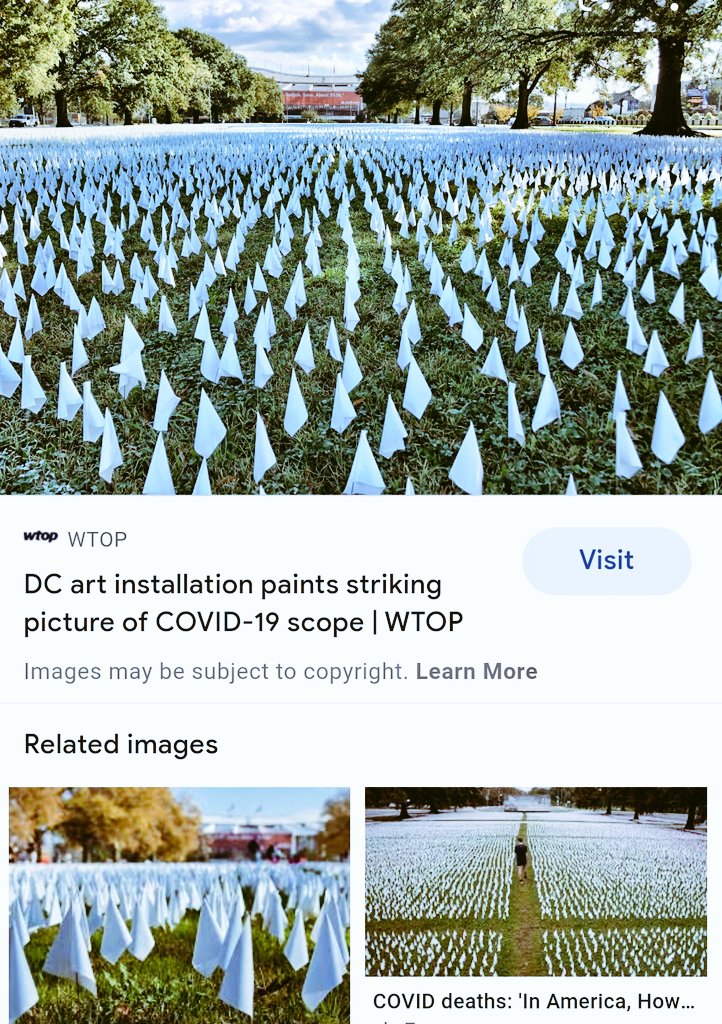 wtop WTOP
Visit
DC art installation paints striking
picture of COVID-19 scope | WTOP
Images may be subject to copyright. Learn More
Related images
COVID deaths: 'In America, How...